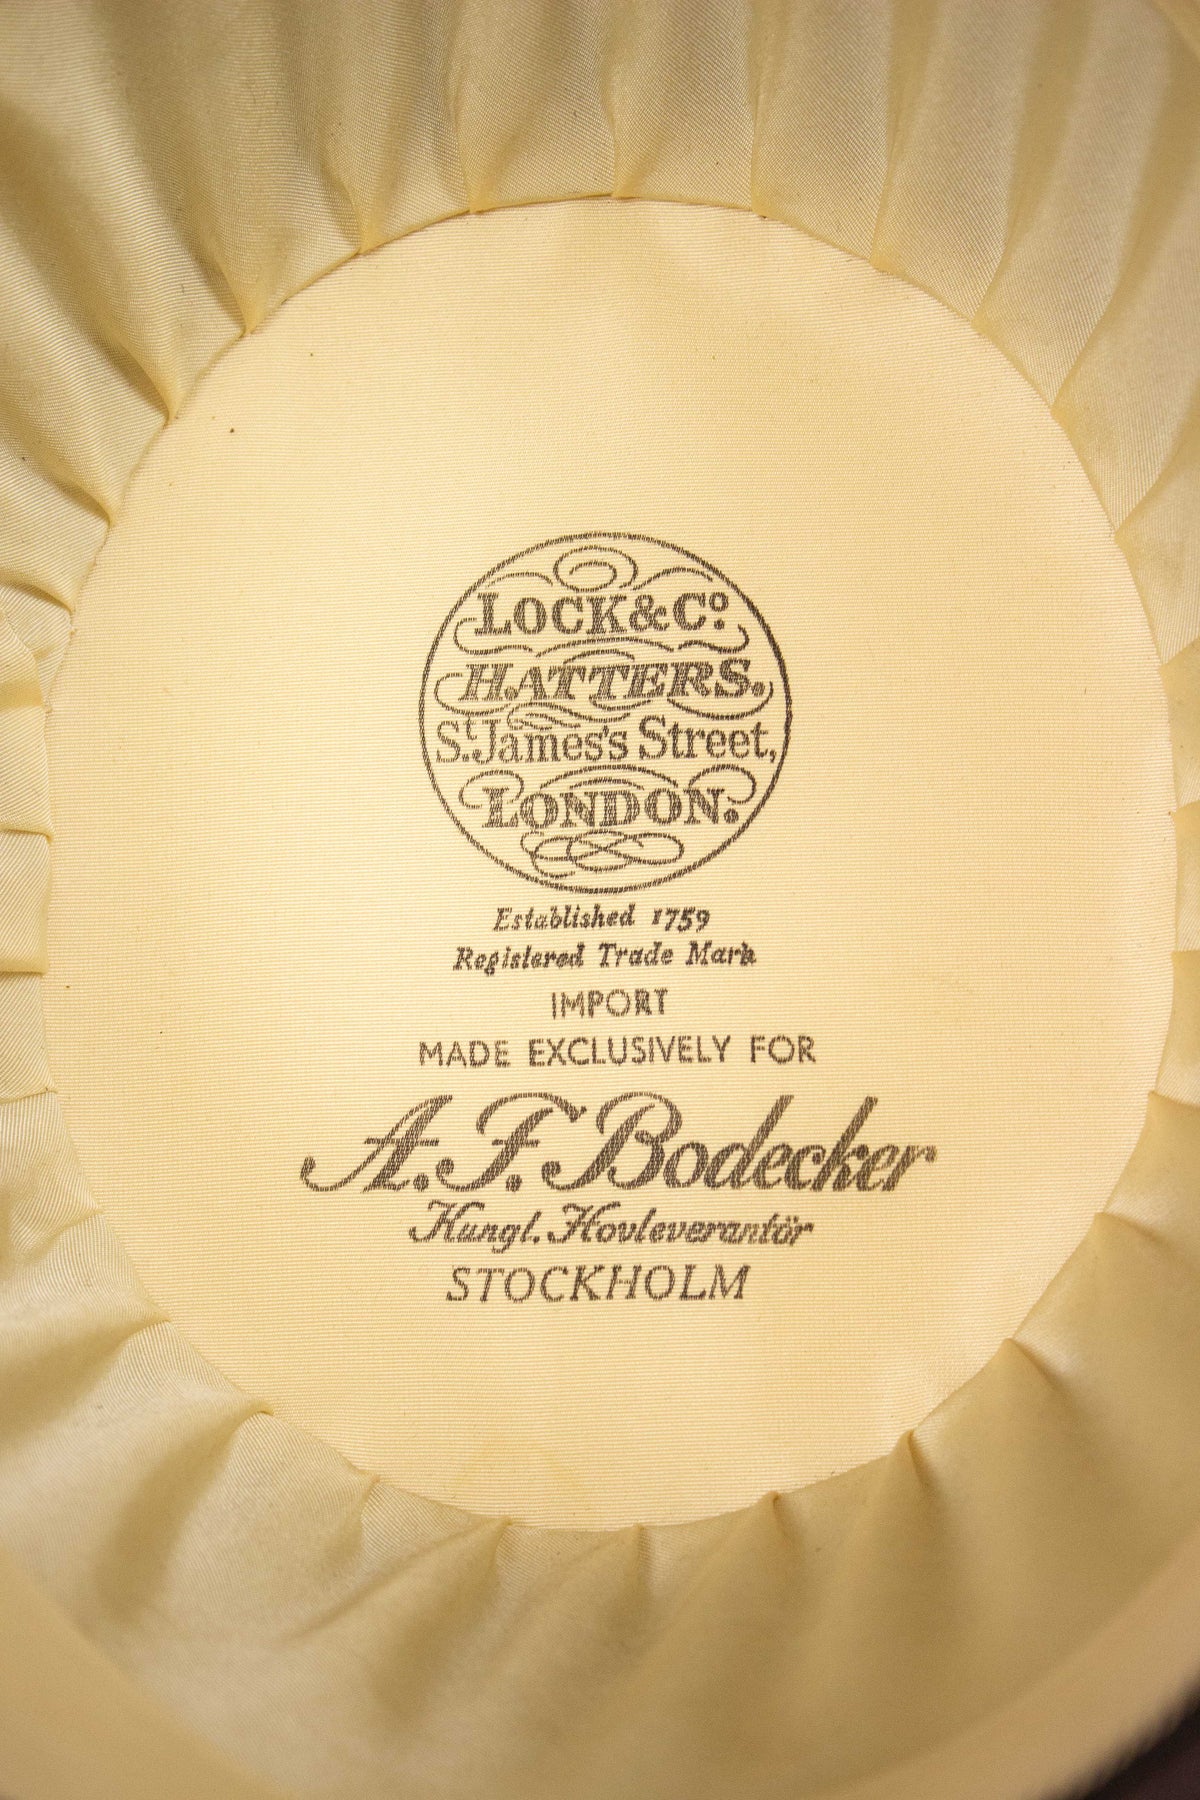 LOCK & Cº.
HATTERS.
St. James's Street,
LONDON.
Established 1759
Registered Trade Mark
IMPORT
MADE EXCLUSIVELY FOR
A.F. Bodecker
Kungl. Hovleverantör
STOCKHOLM